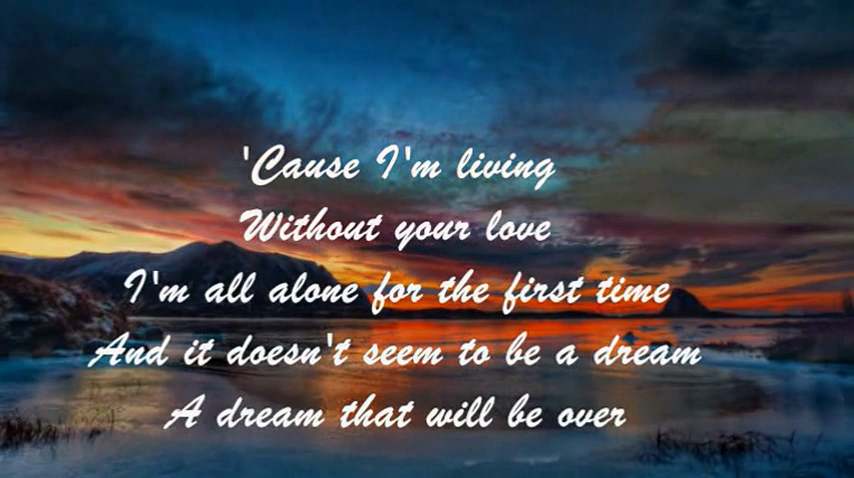 'Cause I'm living
Without your love
I'm all alone for the first time
And it doesn't seem to be a dream
A dream that will be over